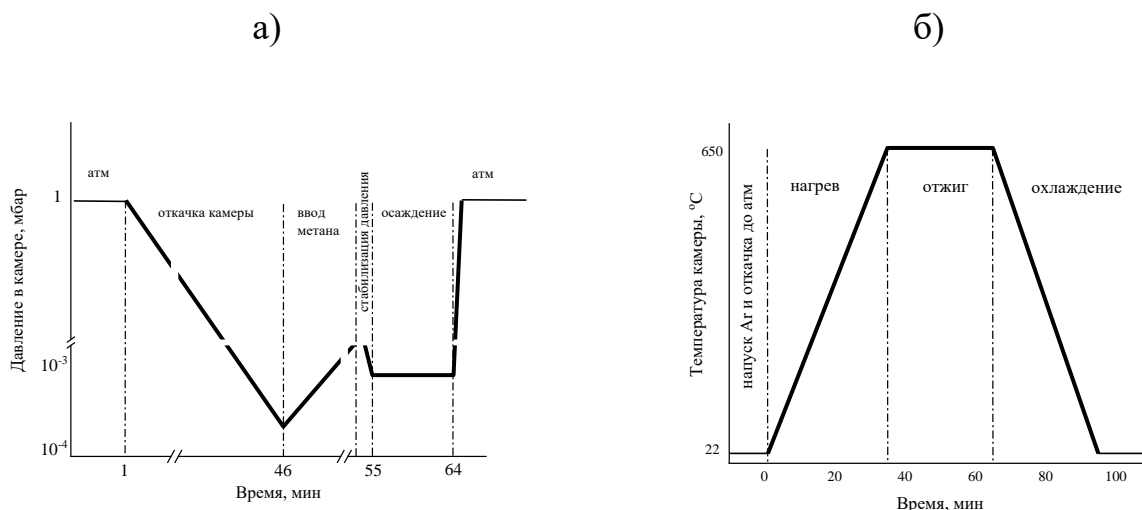 а)
б)
атм
атм
1
откачка камеры
ввод
метана
стабилизация давления
осаждение
Давление в камере, мбар
10-3
10-4
1
46
55
64
Время, мин
650
нагрев
отжиг
охлаждение
Температура камеры, °С
напуск Ar и откачка до атм
22
0
20
40
60
80
100
Время, мин